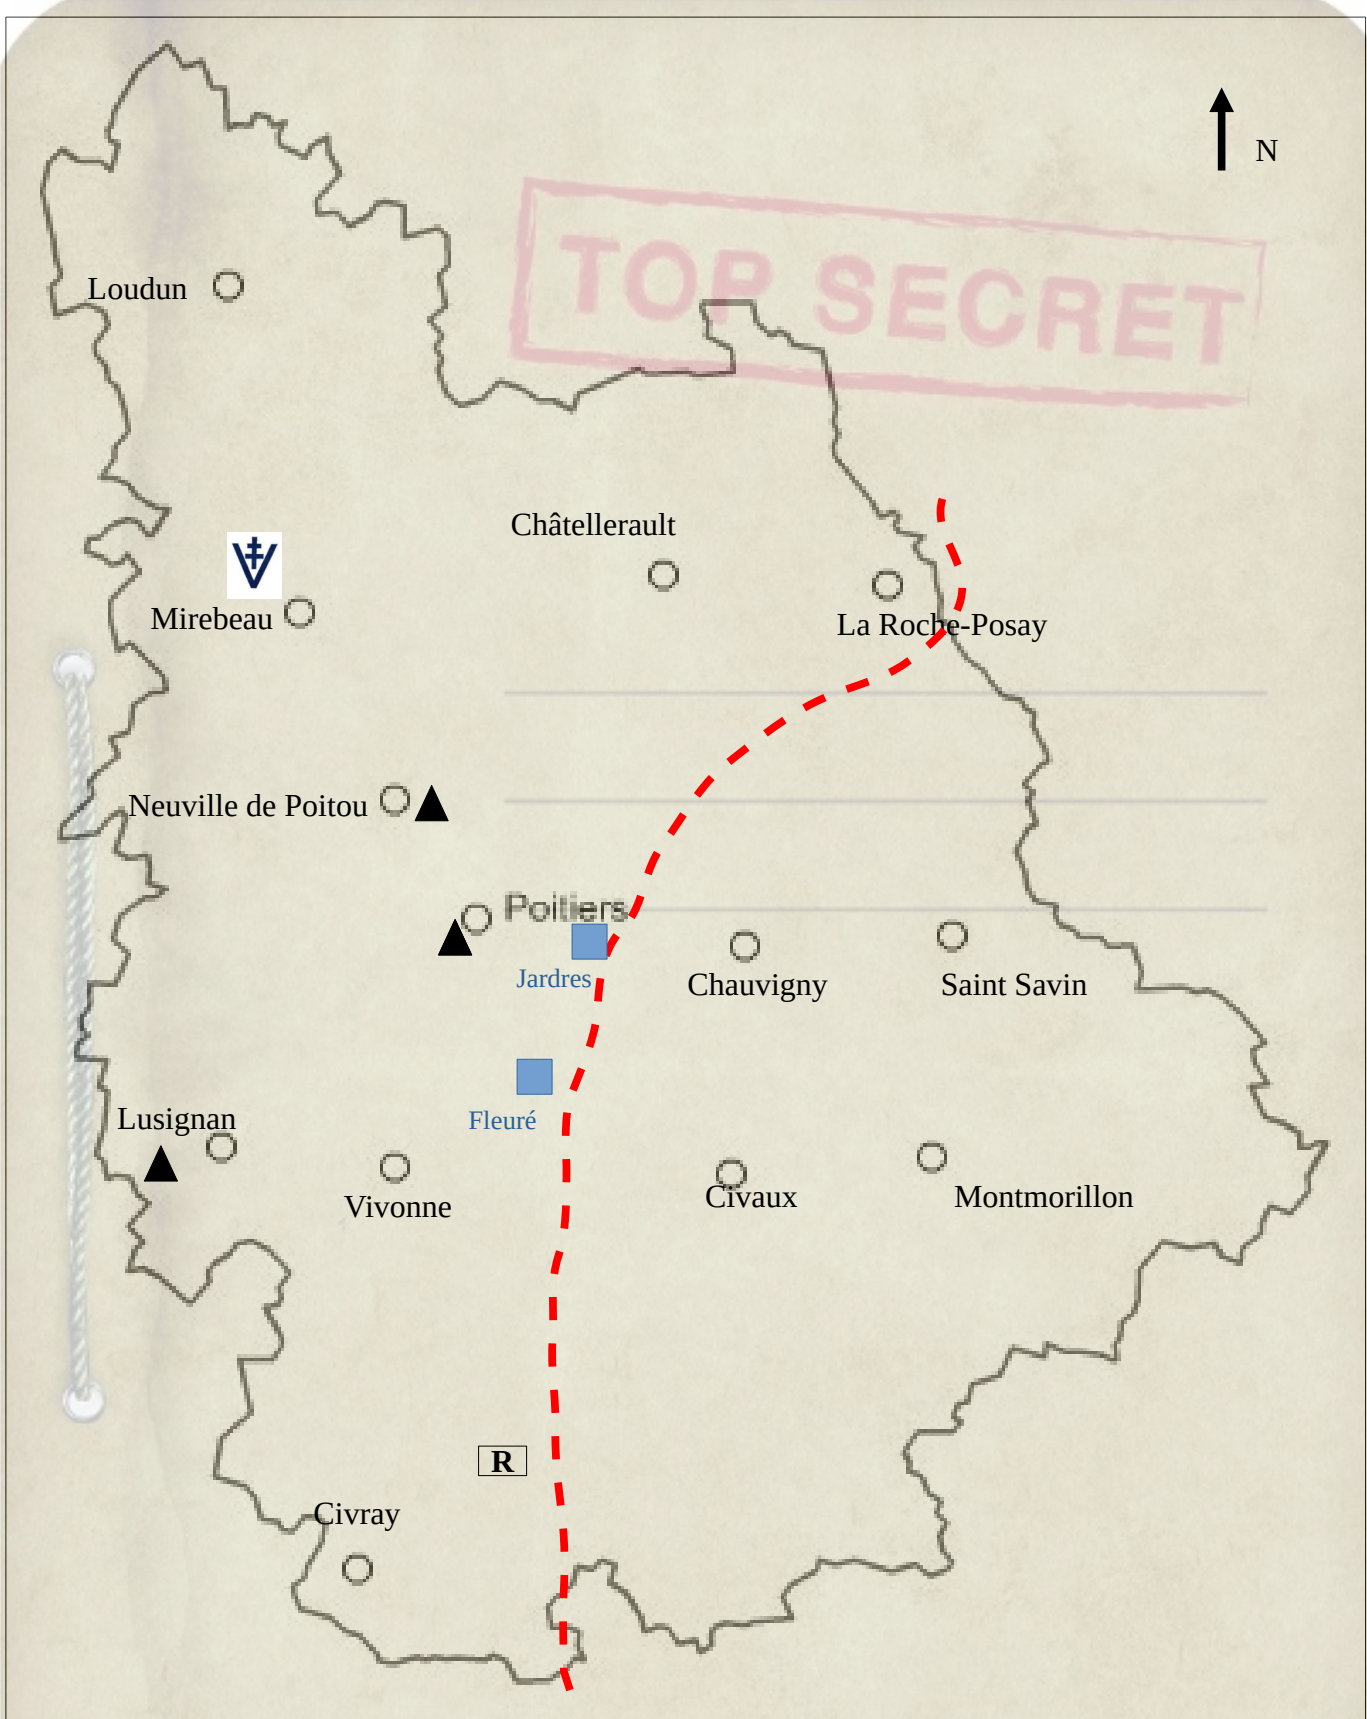 N
TOP SECRET
Loudun
Châtellerault
Mirebeau
La Roche-Posay
Neuville de Poitou
Poitiers
Jardres
Chauvigny
Saint Savin
Fleuré
Lusignan
Vivonne
Civaux
Montmorillon
R
Civray